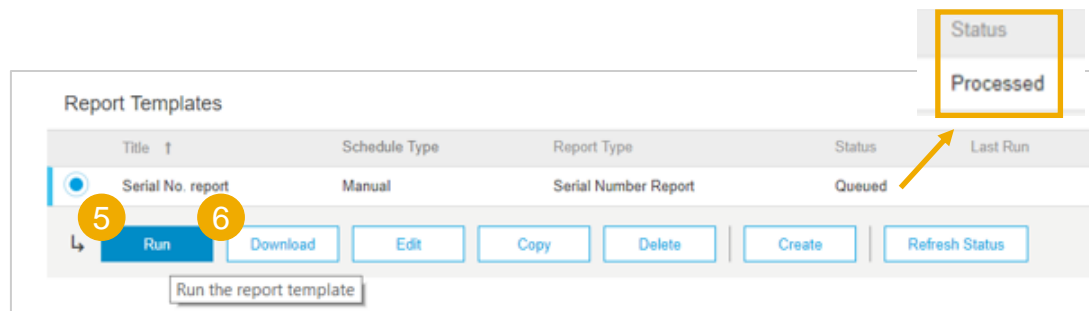 Status
Processed
Report Templates
Title ↑ Schedule Type Report Type Status Last Run
Serial No. report Manual Serial Number Report Queued
5 6
Run Download Edit Copy Delete Create Refresh Status
Run the report template